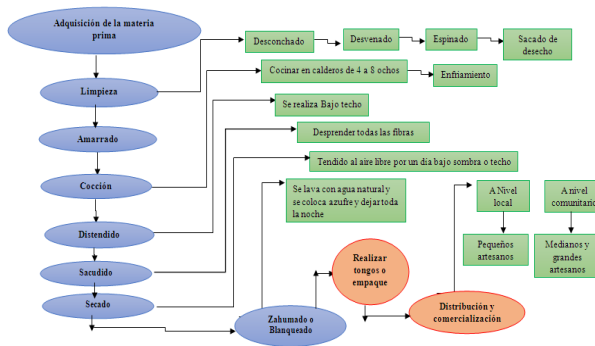 Adquisición de la materia
prima
Desconchado
Desvenado
Espinado
Sacado de
desecho
Limpieza
Cocinar en calderos de 4 a 8 ochos
Enfriamiento
Se realiza Bajo techo
Amarrado
Desprender todas las fibras
Tendido al aire libre por un día bajo sombra o techo
Cocción
Se lava con agua natural y
se coloca azufre y dejar toda
la noche
A Nivel
local
A nivel
comunitario
Distendido
Pequeños
artesanos
Medianos y
grandes
artesanos
Sacudido
Realizar
tongos o
empaque
Secado
Zahumado o
Blanqueado
Distribución y
comercialización